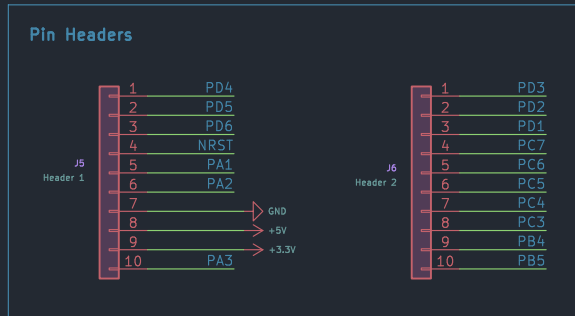 Pin Headers
1 PD4
2 PD5
3 PD6
4 NRST
5 PA1
6 PA2
7 GND
8 +5V
9 +3.3V
10 PA3
J5
Header 1
1 PD3
2 PD2
3 PD1
4 PC7
5 PC6
6 PC5
7 PC4
8 PC3
9 PB4
10 PB5
J6
Header 2